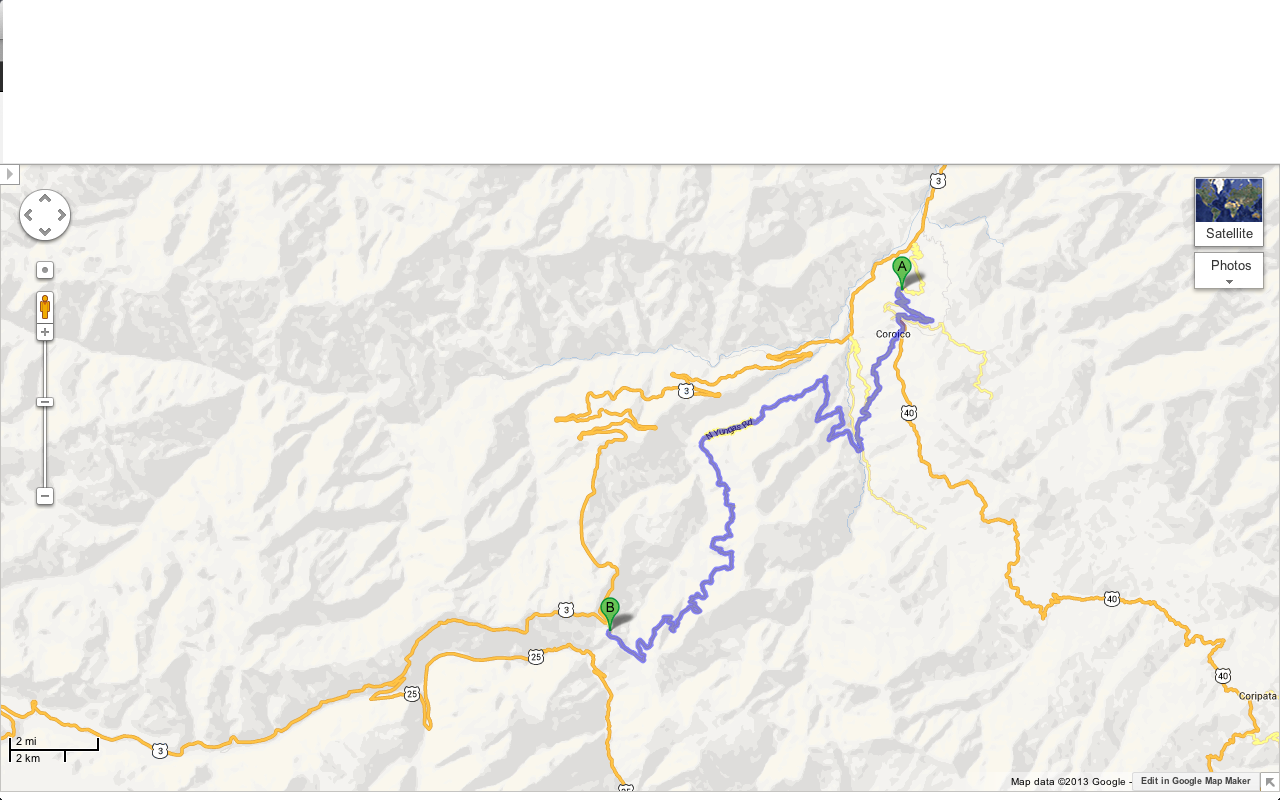 3
A
Satellite
Photos
Coroico
3
40
N Yungas Rd
B
3
40
25
40
25
Coripata
2 mi
3
2 km
Map data ©2013 Google -
Edit in Google Map Maker
25